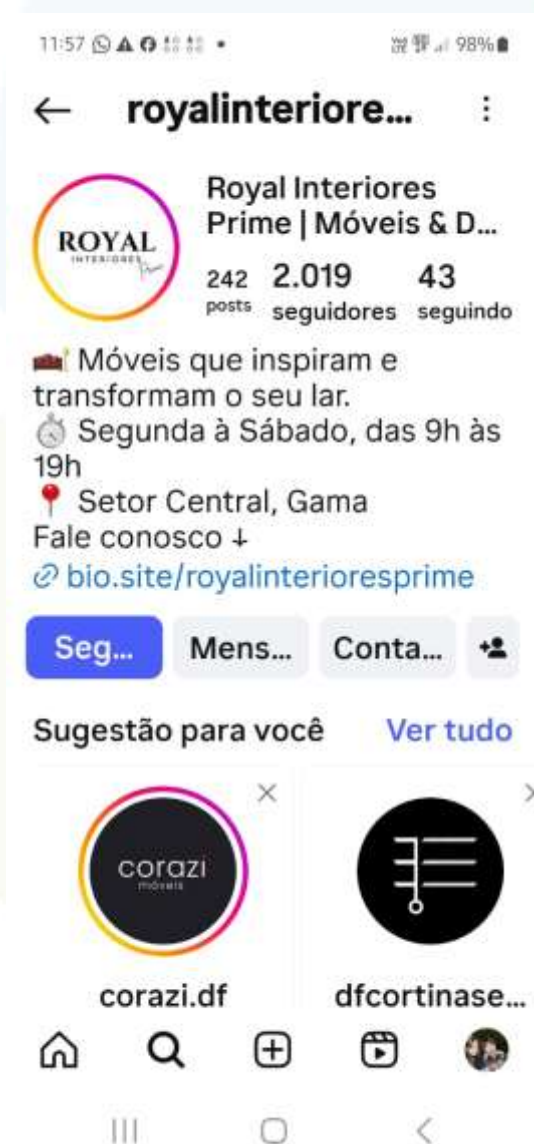 11:57
98%
royalinteriore...
ROYAL
INTERIORES
Royal Interiores
Prime | Móveis & D...
242 2.019 43
posts seguidores seguindo
Móveis que inspiram e
transformam o seu lar.
Segunda à Sábado, das 9h às
19h
Setor Central, Gama
Fale conosco ↓
bio.site/royalinterioresprime
Seg... Mens... Conta...
Sugestão para você Ver tudo
corazi
móveis
corazi.df dfcortinase...